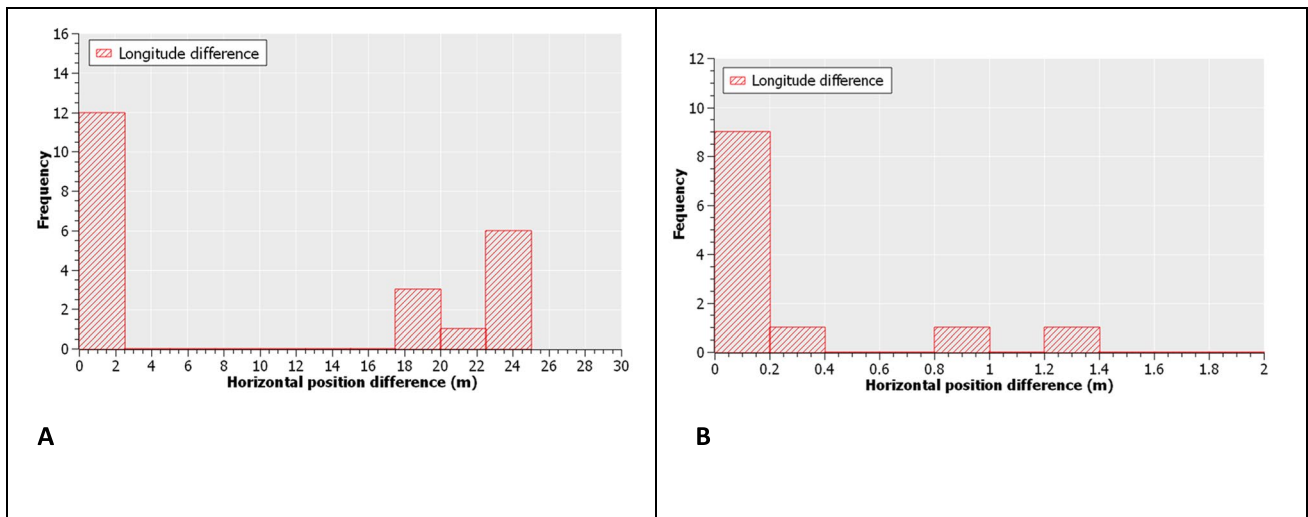 16
14
12
10
8
6
4
2
0
Frequency
Longitude difference
0 2 4 6 8 10 12 14 16 18 20 22 24 26 28 30
Horizontal position difference (m)
A
12
10
8
6
4
2
0
Fequency
Longitude difference
0 0.2 0.4 0.6 0.8 1 1.2 1.4 1.6 1.8 2
Horizontal position difference (m)
B